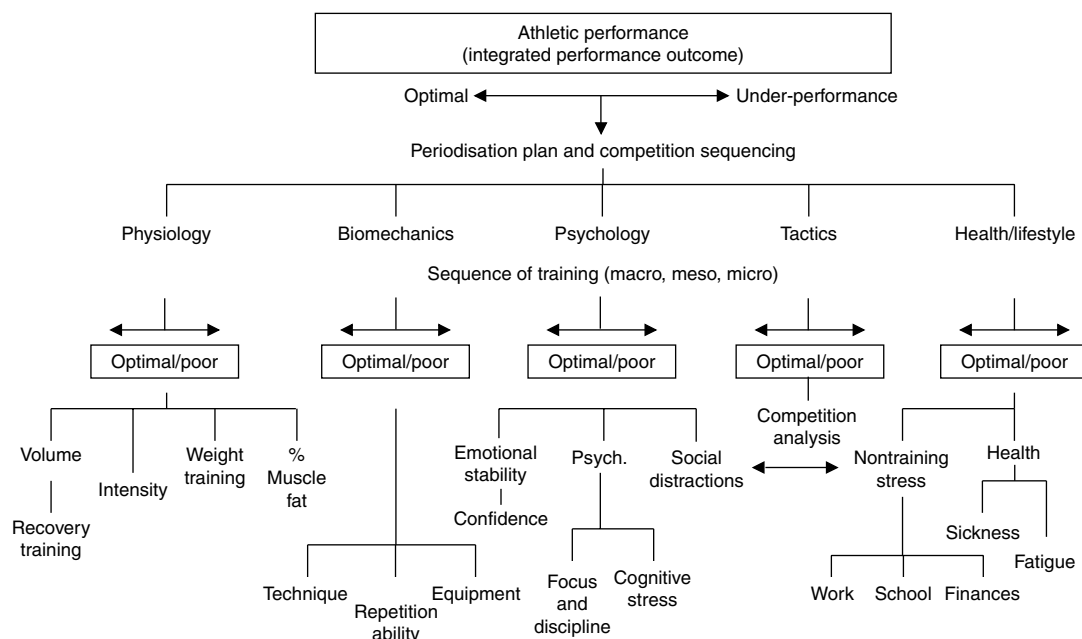 Athletic performance
(integrated performance outcome)
Optimal
Under-performance
Periodisation plan and competition sequencing
Physiology
Biomechanics
Psychology
Tactics
Health/lifestyle
Sequence of training (macro, meso, micro)
Optimal/poor
Optimal/poor
Optimal/poor
Optimal/poor
Optimal/poor
Volume
Recovery
training
Intensity
Weight
training
%
Muscle
fat
Technique
Repetition
ability
Equipment
Emotional
stability
Confidence
Psych.
Focus
and
discipline
Cognitive
stress
Social
distractions
Competition
analysis
Nontraining
stress
Work
School
Finances
Health
Sickness
Fatigue